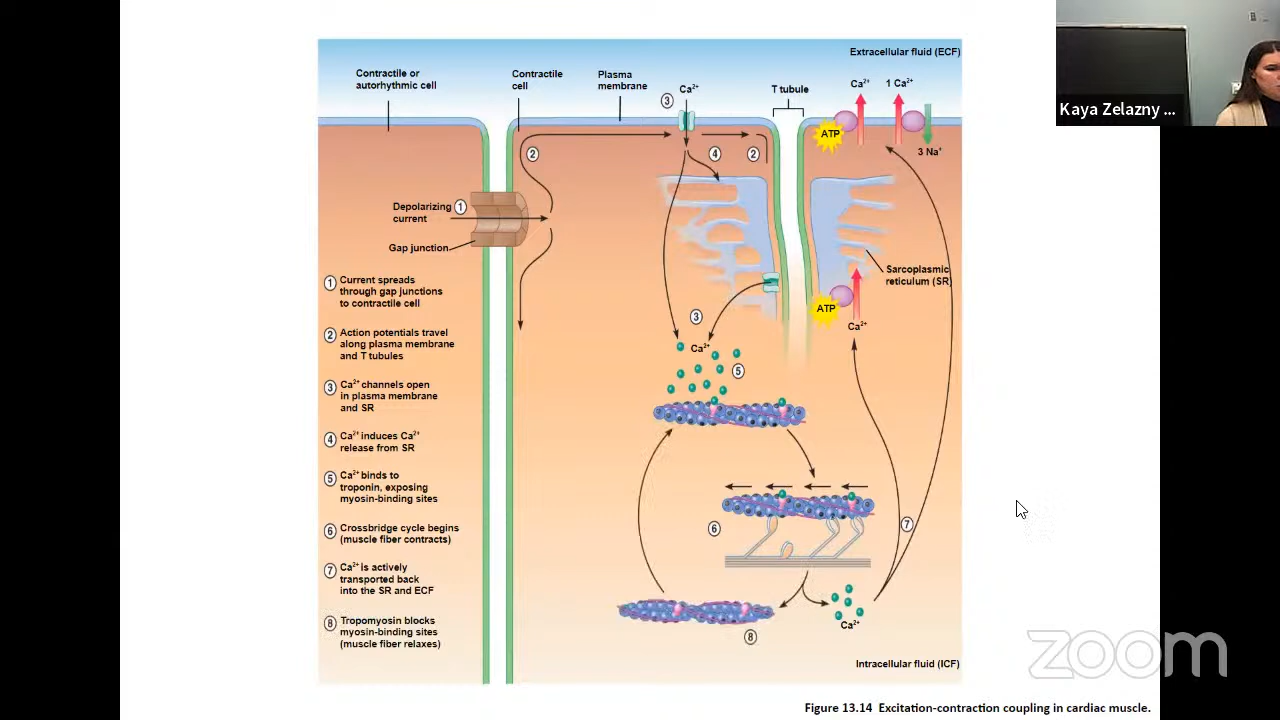 Extracellular fluid (ECF)
Contractile or
autorhythmic cell
Contractile
cell
Plasma
membrane
Ca²⁺
T tubule
Ca²⁺
1 Ca²⁺
3
ATP
3 Na⁺
2
4
2
Depolarizing
current
1
Gap junction
Sarcoplasmic
reticulum (SR)
ATP
Ca²⁺
3
Ca²⁺
5
1 Current spreads
through gap junctions
to contractile cell
2 Action potentials travel
along plasma membrane
and T tubules
3 Ca²⁺ channels open
in plasma membrane
and SR
4 Ca²⁺ induces Ca²⁺
release from SR
5 Ca²⁺ binds to
troponin, exposing
myosin-binding sites
6 Crossbridge cycle begins
(muscle fiber contracts)
7 Ca²⁺ is actively
transported back
into the SR and ECF
8 Tropomyosin blocks
myosin-binding sites
(muscle fiber relaxes)
6
7
Ca²⁺
8
Intracellular fluid (ICF)
Figure 13.14 Excitation-contraction coupling in cardiac muscle.
Kaya Zelazny ...
zoom